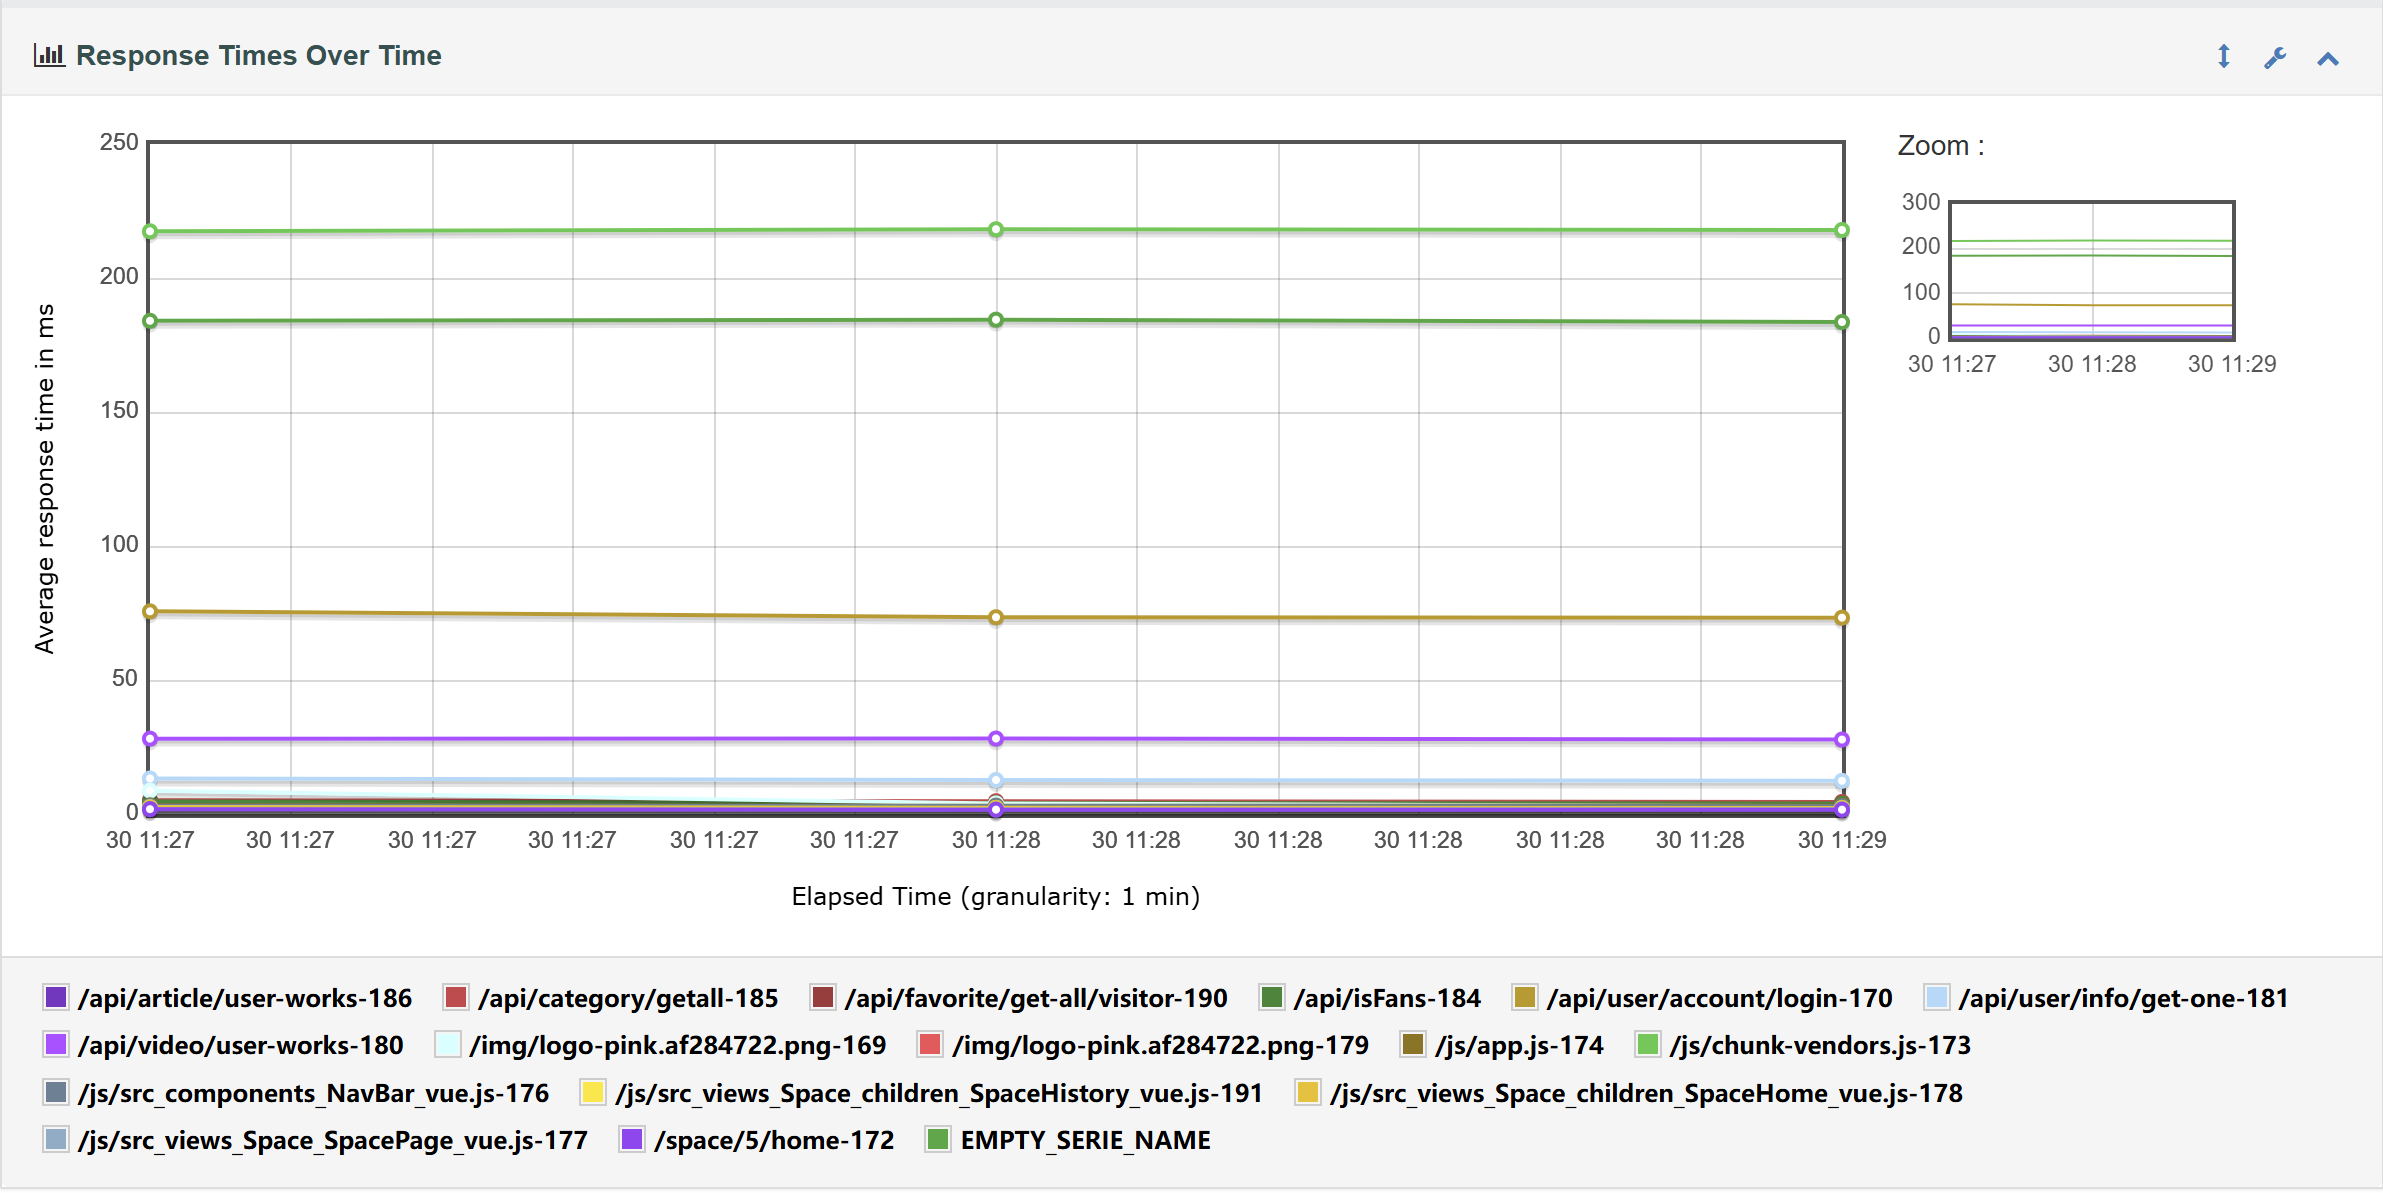 Response Times Over Time
Average response time in ms
250
200
150
100
50
0
30 11:27 30 11:27 30 11:27 30 11:27 30 11:27 30 11:27 30 11:28 30 11:28 30 11:28 30 11:28 30 11:28 30 11:28 30 11:29
Elapsed Time (granularity: 1 min)
Zoom :
300
200
100
0
30 11:27 30 11:28 30 11:29
/api/article/user-works-186 /api/category/getall-185 /api/favorite/get-all/visitor-190 /api/isFans-184 /api/user/account/login-170 /api/user/info/get-one-181
/api/video/user-works-180 /img/logo-pink.af284722.png-169 /img/logo-pink.af284722.png-179 /js/app.js-174 /js/chunk-vendors.js-173
/js/src_components_NavBar_vue.js-176 /js/src_views_Space_children_SpaceHistory_vue.js-191 /js/src_views_Space_children_SpaceHome_vue.js-178
/js/src_views_Space_SpacePage_vue.js-177 /space/5/home-172 EMPTY_SERIE_NAME